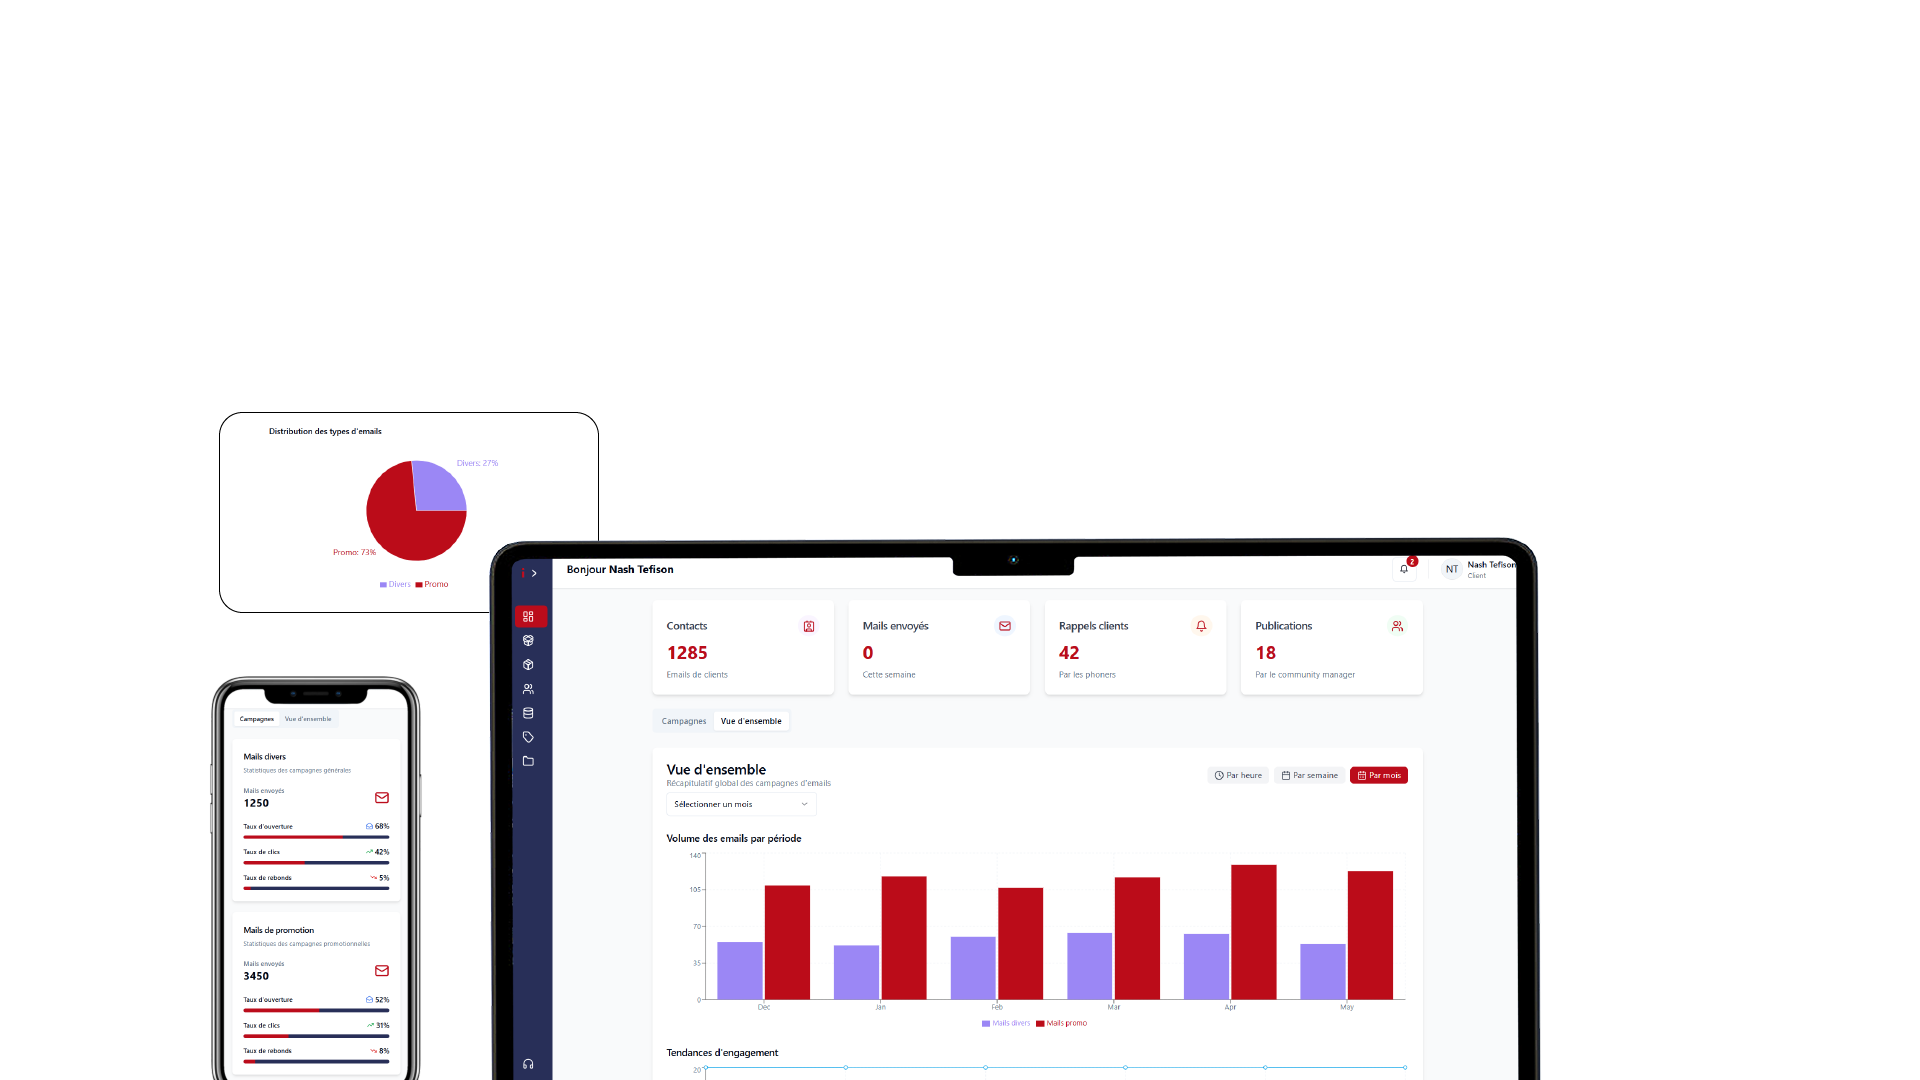 Distribution des types d'emails
Divers: 27%
Promo: 73%
Divers Promo
Campagnes Vue d'ensemble
Mails divers
Statistiques des campagnes générales
Mails envoyés
1250
Taux d'ouverture 68%
Taux de clics 42%
Taux de rebonds 5%
Mails de promotion
Statistiques des campagnes promotionnelles
Mails envoyés
3450
Taux d'ouverture 52%
Taux de clics 31%
Taux de rebonds 8%
Bonjour Nash Tefison
2
NT
Nash Tefison
Client
Contacts
1285
Emails de clients
Mails envoyés
0
Cette semaine
Rappels clients
42
Par les phoners
Publications
18
Par le community manager
Campagnes Vue d'ensemble
Vue d'ensemble
Récapitulatif global des campagnes d'emails
Par heure Par semaine Par mois
Sélectionner un mois
Volume des emails par période
140
105
70
35
0
Dec Jan Feb Mar Apr May
Mails divers Mails promo
Tendances d'engagement
20